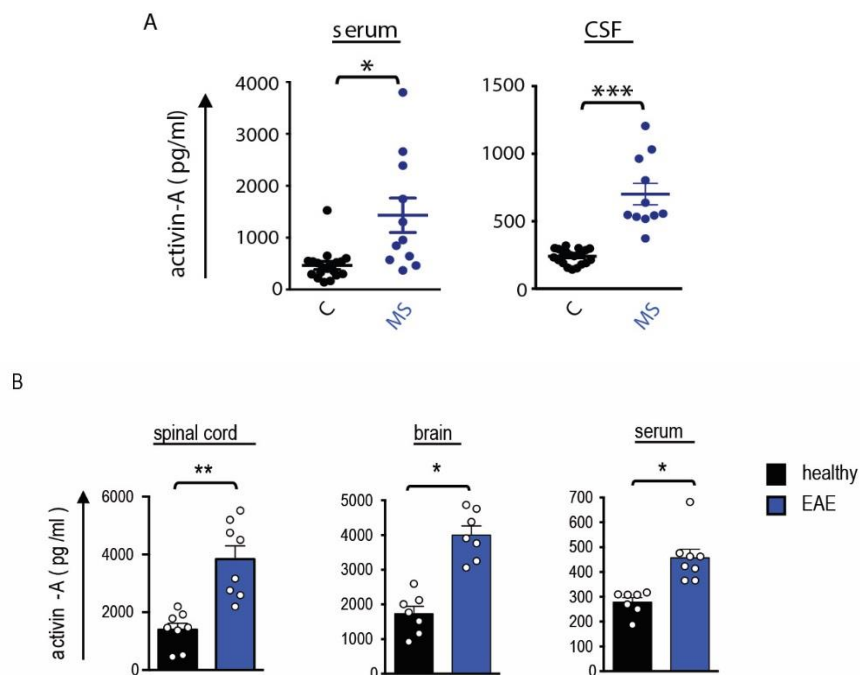 A
serum
CSF
*
***
activin-A ( pg/ml)
4000
3000
2000
1000
0
C
MS
1500
1000
500
0
C
MS
B
spinal cord
brain
serum
**
*
*
healthy
EAE
activin -A ( pg /ml )
6000
4000
2000
0
5000
4000
3000
2000
1000
0
700
600
500
400
300
200
100
0